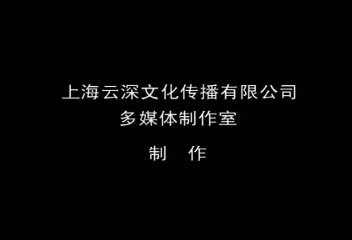 上海云深文化传播有限公司
多媒体制作室
制　作